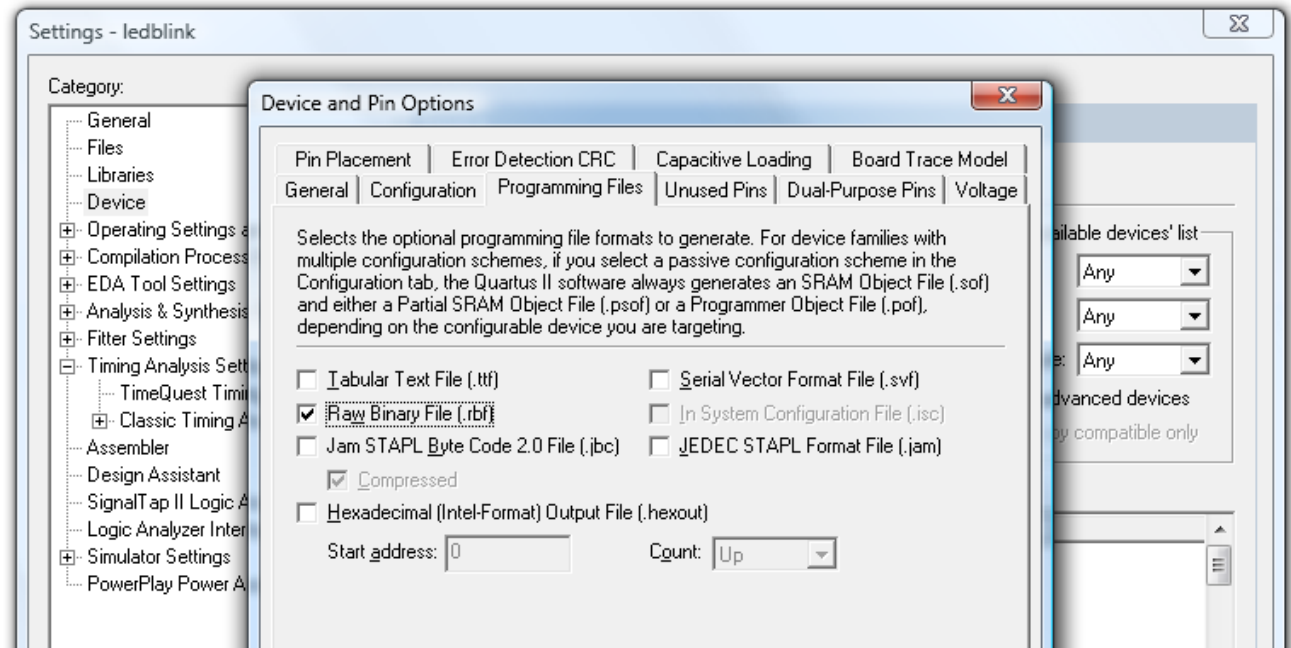 Settings - ledblink
Category:
General
Files
Libraries
Device
Operating Settings
Compilation Process
EDA Tool Settings
Analysis & Synthesis
Fitter Settings
Timing Analysis
TimeQuest
Classic Timing
Assembler
Design Assistant
SignalTap II Logic
Logic Analyzer
Simulator Settings
PowerPlay Power
Device and Pin Options
Pin Placement Error Detection CRC Capacitive Loading Board Trace Model
General Configuration Programming Files Unused Pins Dual-Purpose Pins Voltage
Selects the optional programming file formats to generate. For device families with
multiple configuration schemes, if you select a passive configuration scheme in the
Configuration tab, the Quartus II software always generates an SRAM Object File (.sof)
and either a Partial SRAM Object File (.psof) or a Programmer Object File (.pof),
depending on the configurable device you are targeting.
Tabular Text File (.ttf) Serial Vector Format File (.svf)
Raw Binary File (.rbf) In System Configuration File (.isc)
Jam STAPL Byte Code 2.0 File (.jbc) JEDEC STAPL Format File (.jam)
Compressed
Hexadecimal (Intel-Format) Output File (.hexout)
Start address: 0 Count: Up
devices' list
Any
Any
Any
devices
compatible only